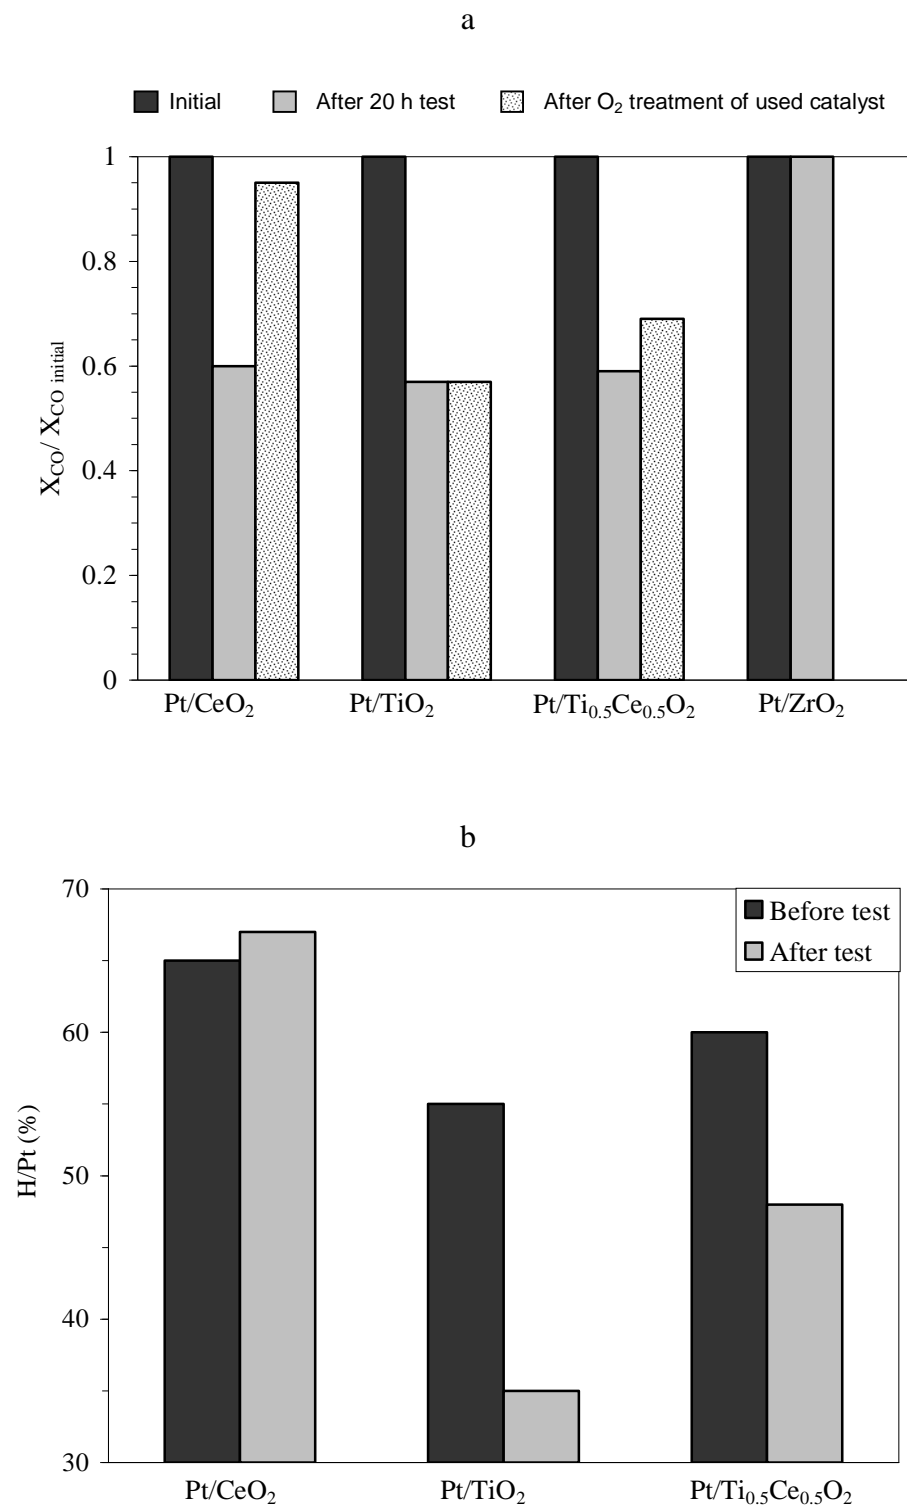 a
Initial After 20 h test After O₂ treatment of used catalyst
1
0.8
0.6
0.4
0.2
0
X_CO/ X_CO initial
Pt/CeO₂ Pt/TiO₂ Pt/Ti₀.₅Ce₀.₅O₂ Pt/ZrO₂
b
70
60
50
40
30
H/Pt (%)
Before test
After test
Pt/CeO₂ Pt/TiO₂ Pt/Ti₀.₅Ce₀.₅O₂